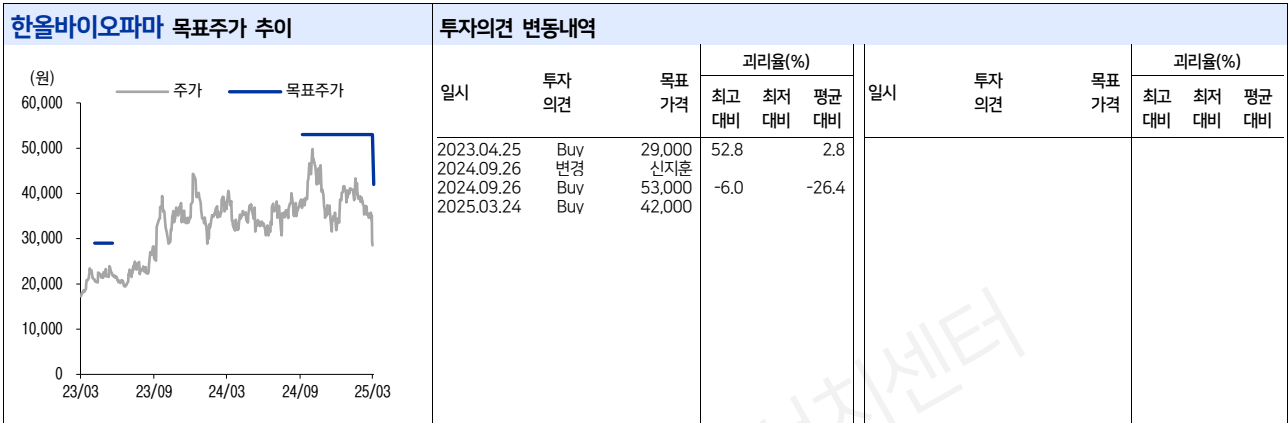 한올바이오파마 목표주가 추이
(원)
주가
목표주가
60,000
50,000
40,000
30,000
20,000
10,000
0
23/03 23/09 24/03 24/09 25/03
투자의견 변동내역
일시 투자의견 목표가격 괴리율(%)
최고대비 최저대비 평균대비
2023.04.25 Buy 29,000 52.8 2.8
2024.09.26 변경 신지훈
2024.09.26 Buy 53,000 -6.0 -26.4
2025.03.24 Buy 42,000
일시 투자의견 목표가격 괴리율(%)
최고대비 최저대비 평균대비